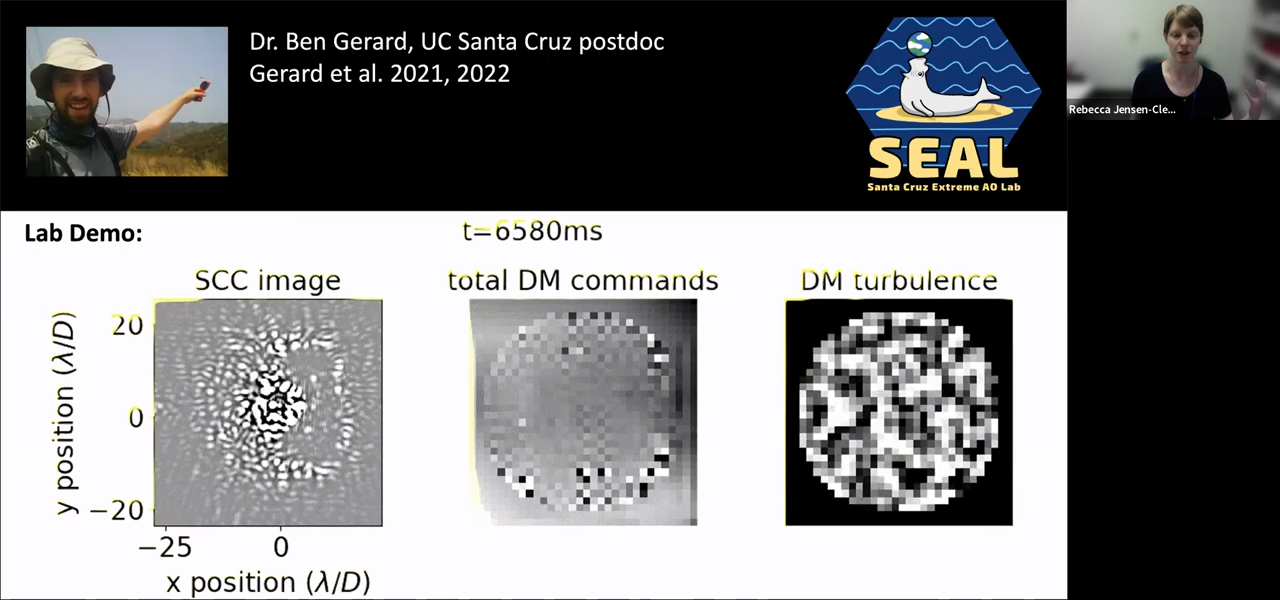 Dr. Ben Gerard, UC Santa Cruz postdoc
Gerard et al. 2021, 2022
SEAL
Santa Cruz Extreme AO Lab
Rebecca Jensen-Cle...
Lab Demo:
t=6580ms
SCC image
total DM commands
DM turbulence
y position (λ/D)
20
0
−20
−25
0
x position (λ/D)